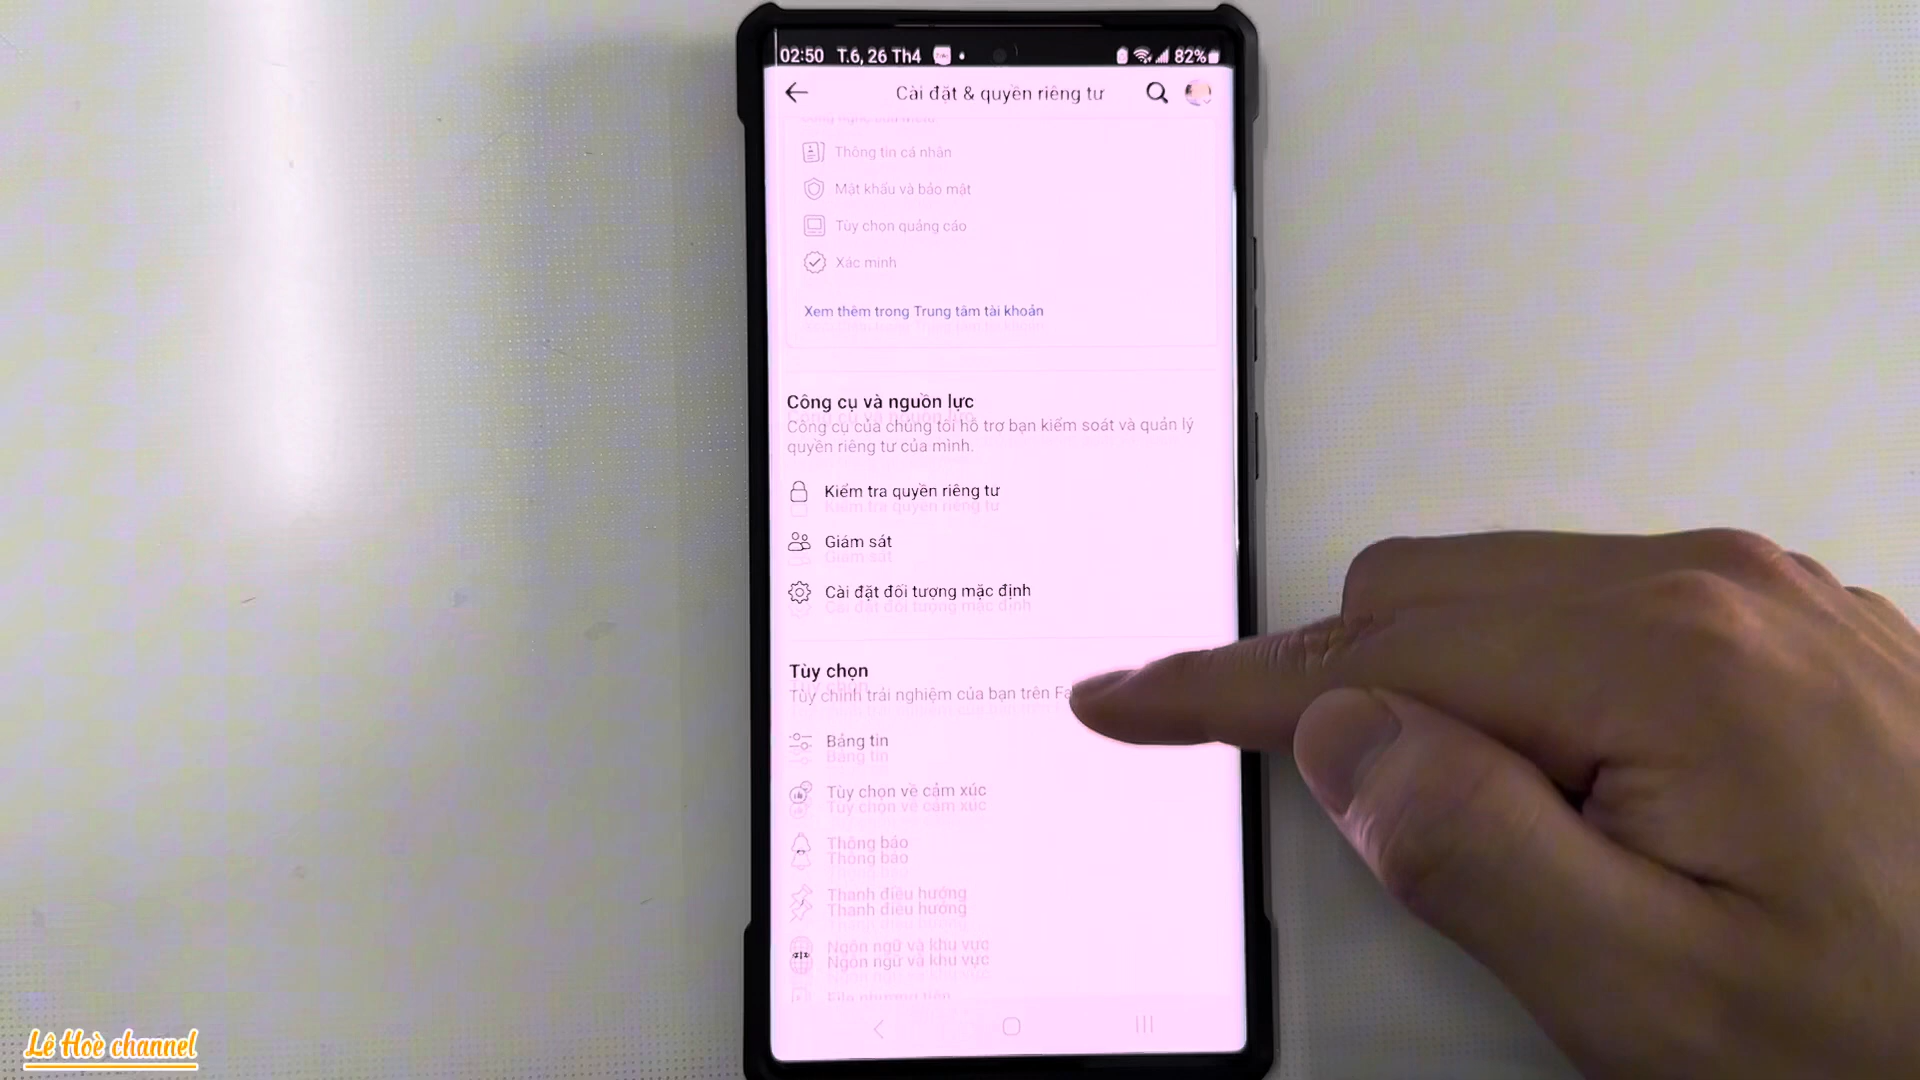 02:50 T.6, 26 Th4 82%
Cài đặt & quyền riêng tư
Thông tin cá nhân
Mật khẩu và bảo mật
Tùy chọn quảng cáo
Xác minh
Xem thêm trong Trung tâm tài khoản
Công cụ và nguồn lực
Công cụ của chúng tôi hỗ trợ bạn kiểm soát và quản lý
quyền riêng tư của mình.
Kiểm tra quyền riêng tư
Giám sát
Cài đặt đối tượng mặc định
Tùy chọn
Tùy chỉnh trải nghiệm của bạn trên Fa
Bảng tin
Tùy chọn về cảm xúc
Thông báo
Thanh điều hướng
Ngôn ngữ và khu vực
Lê Hoè channel